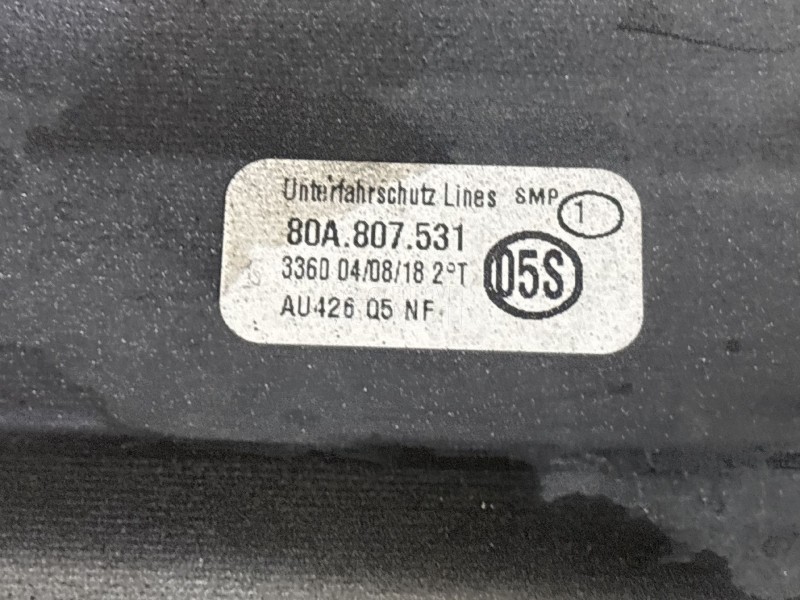 Unterfahrschutz Lines SMP 1
80A.807.531
3360 04/08/18 2°T 05S
AU426 Q5 NF